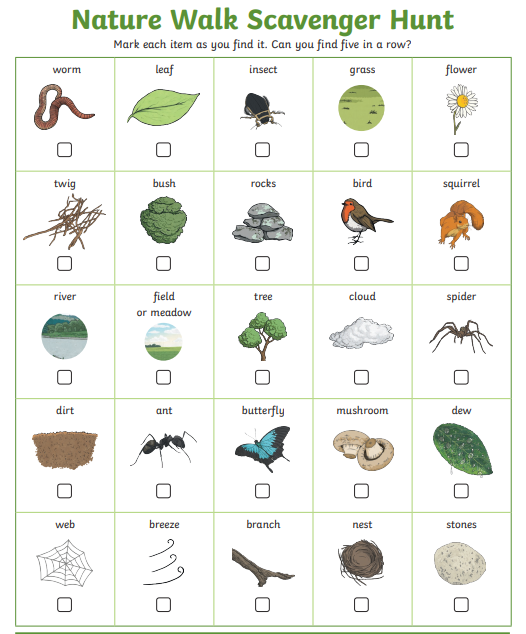 Nature Walk Scavenger Hunt
Mark each item as you find it. Can you find five in a row?
worm
leaf
insect
grass
flower
twig
bush
rocks
bird
squirrel
river
field
or meadow
tree
cloud
spider
dirt
ant
butterfly
mushroom
dew
web
breeze
branch
nest
stones